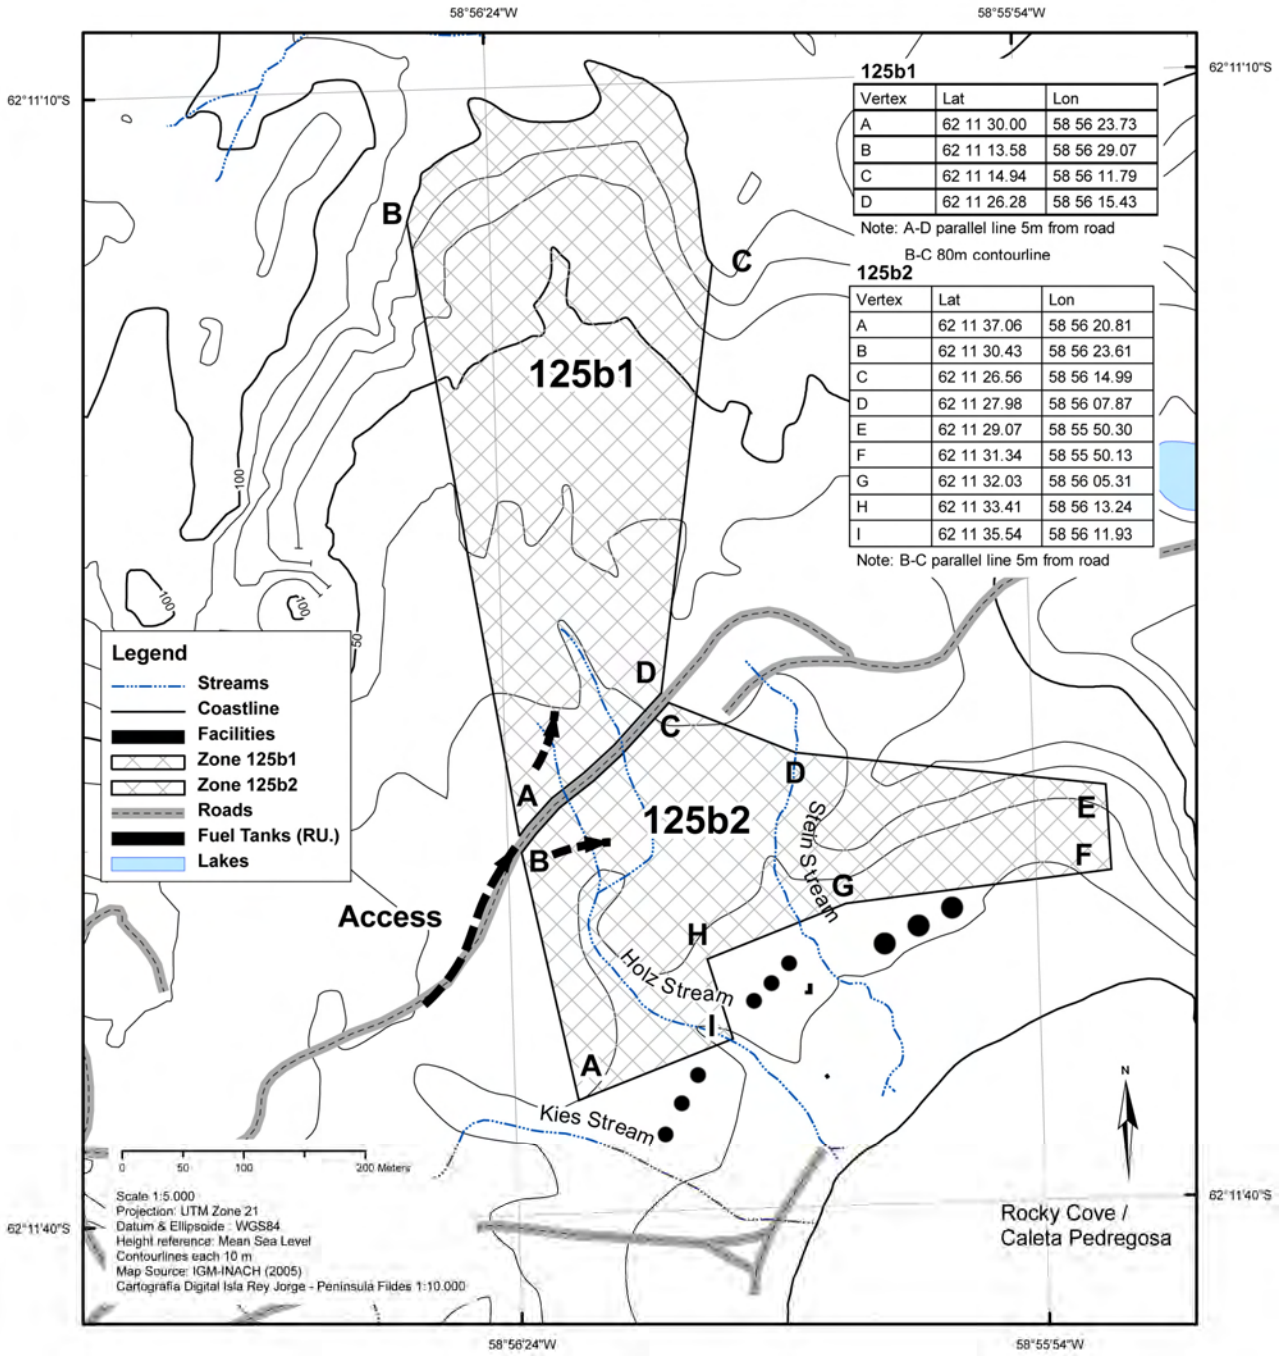 58°56'24"W 58°55'54"W
62°11'10"S 62°11'10"S
125b1
Vertex Lat Lon
A 62 11 30.00 58 56 23.73
B 62 11 13.58 58 56 29.07
C 62 11 14.94 58 56 11.79
D 62 11 26.28 58 56 15.43
Note: A-D parallel line 5m from road
B-C 80m contourline
125b2
Vertex Lat Lon
A 62 11 37.06 58 56 20.81
B 62 11 30.43 58 56 23.61
C 62 11 26.56 58 56 14.99
D 62 11 27.98 58 56 07.87
E 62 11 29.07 58 55 50.30
F 62 11 31.34 58 55 50.13
G 62 11 32.03 58 56 05.31
H 62 11 33.41 58 56 13.24
I 62 11 35.54 58 56 11.93
Note: B-C parallel line 5m from road
B
C
125b1
100
100
100
50
D
A
Legend
Streams
Coastline
Facilities
Zone 125b1
Zone 125b2
Roads
Fuel Tanks (RU.)
Lakes
C
D
125b2
E
B
F
G
H
I
A
Access
Stein Stream
Holz Stream
Kies Stream
N
0 50 100 200 Meters
Scale 1:5.000
Projection: UTM Zone 21
Datum & Ellipsoide : WGS84
Height reference: Mean Sea Level
Contourlines each 10 m
Map Source: IGM-INACH (2005)
Cartografia Digital Isla Rey Jorge - Peninsula Fildes 1:10.000
Rocky Cove /
Caleta Pedregosa
62°11'40"S 62°11'40"S
58°56'24"W 58°55'54"W